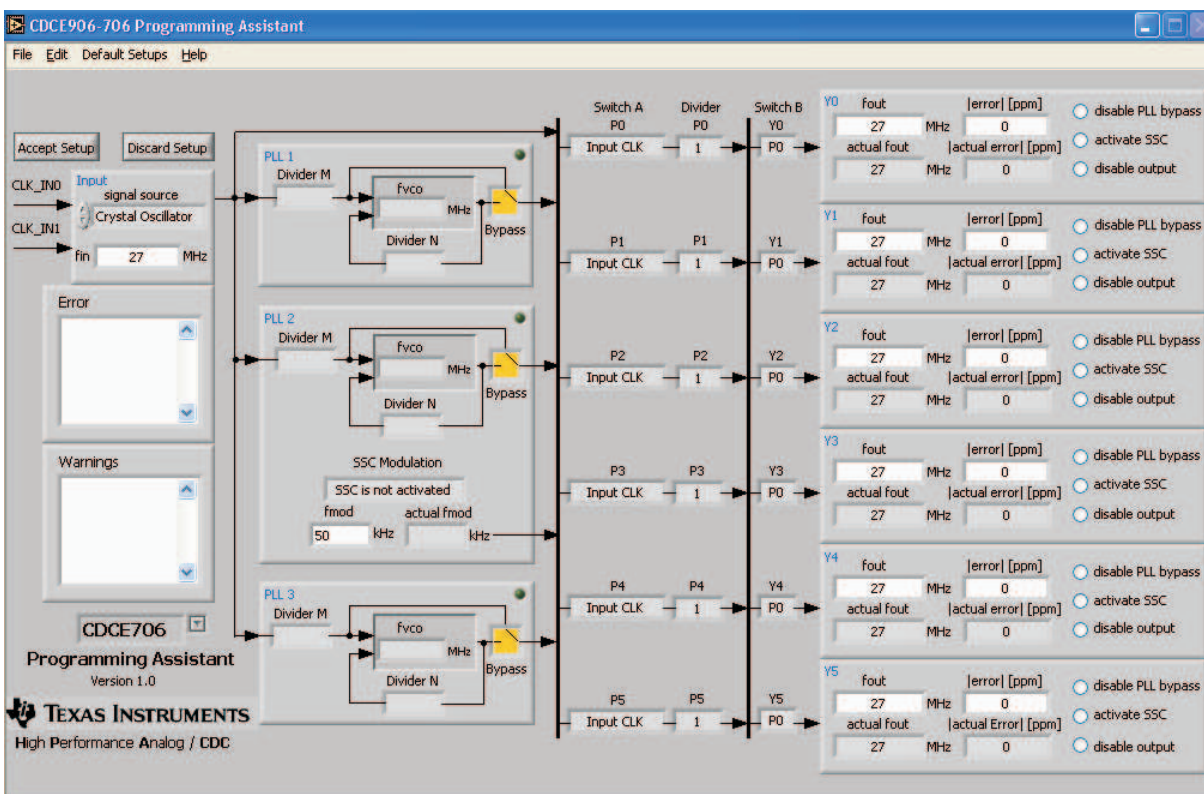 CDCE906-706 Programming Assistant
File Edit Default Setups Help
Accept Setup
Discard Setup
CLK_IN0
CLK_IN1
Input
signal source
Crystal Oscillator
fin 27 MHz
Error
Warnings
CDCE706
Programming Assistant
Version 1.0
TEXAS INSTRUMENTS
High Performance Analog / CDC
PLL 1
Divider M
fvco
MHz
Divider N
Bypass
PLL 2
Divider M
fvco
MHz
Divider N
Bypass
SSC Modulation
SSC is not activated
fmod
actual fmod
50 kHz
kHz
PLL 3
Divider M
fvco
MHz
Divider N
Bypass
Switch A Divider Switch B
P0 P0 Y0
Input CLK 1 P0
P1 P1 Y1
Input CLK 1 P0
P2 P2 Y2
Input CLK 1 P0
P3 P3 Y3
Input CLK 1 P0
P4 P4 Y4
Input CLK 1 P0
P5 P5 Y5
Input CLK 1 P0
Y0 fout |error| [ppm]
27 MHz 0
actual fout |actual error| [ppm]
27 MHz 0
disable PLL bypass
activate SSC
disable output
Y1 fout |error| [ppm]
27 MHz 0
actual fout |actual error| [ppm]
27 MHz 0
disable PLL bypass
activate SSC
disable output
Y2 fout |error| [ppm]
27 MHz 0
actual fout |actual error| [ppm]
27 MHz 0
disable PLL bypass
activate SSC
disable output
Y3 fout |error| [ppm]
27 MHz 0
actual fout |actual error| [ppm]
27 MHz 0
disable PLL bypass
activate SSC
disable output
Y4 fout |error| [ppm]
27 MHz 0
actual fout |actual error| [ppm]
27 MHz 0
disable PLL bypass
activate SSC
disable output
Y5 fout |error| [ppm]
27 MHz 0
actual fout |actual Error| [ppm]
27 MHz 0
disable PLL bypass
activate SSC
disable output